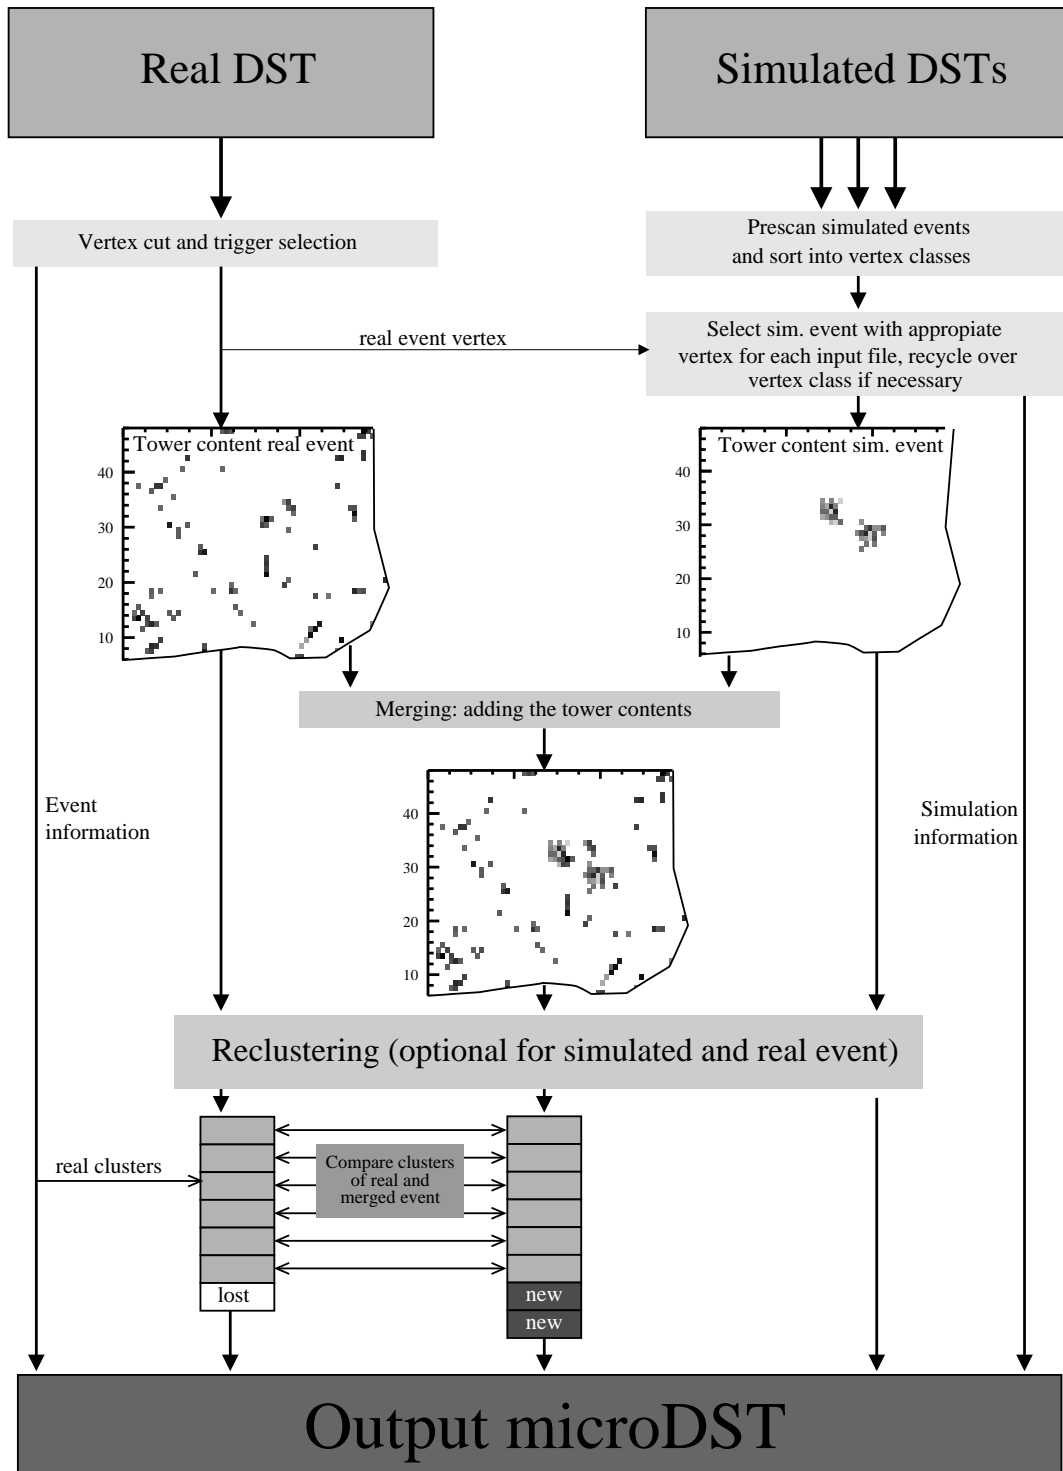 Real DST
Simulated DSTs
Vertex cut and trigger selection
Prescan simulated events
and sort into vertex classes
real event vertex
Select sim. event with appropiate
vertex for each input file, recycle over
vertex class if necessary
Tower content real event
40
30
20
10
Tower content sim. event
40
30
20
10
Merging: adding the tower contents
Event
information
40
30
20
10
Simulation
information
Reclustering (optional for simulated and real event)
real clusters
Compare clusters
of real and
merged event
lost
new
new
Output microDST